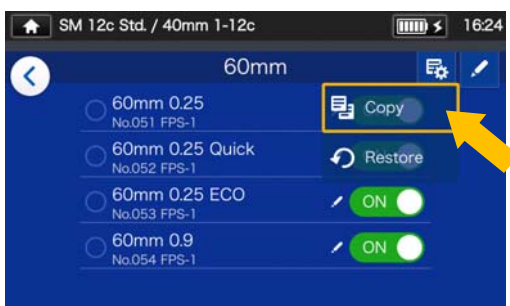 SM 12c Std. / 40mm 1-12c 16:24
60mm
60mm 0.25
No.051 FPS-1
Copy
60mm 0.25 Quick
No.052 FPS-1
Restore
60mm 0.25 ECO
No.053 FPS-1
ON
60mm 0.9
No.054 FPS-1
ON